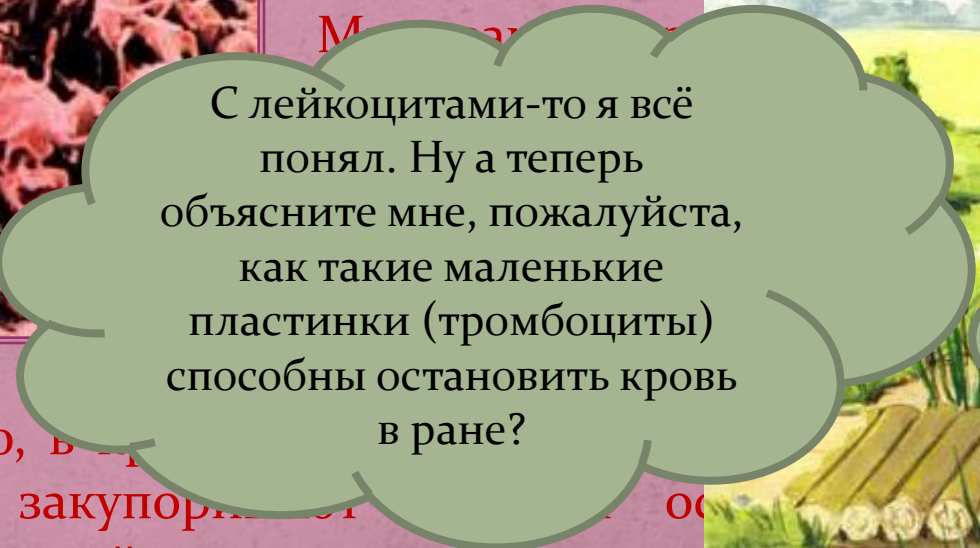 С лейкоцитами-то я всё
понял. Ну а теперь
объясните мне, пожалуйста,
как такие маленькие
пластинки (тромбоциты)
способны остановить кровь
в ране?